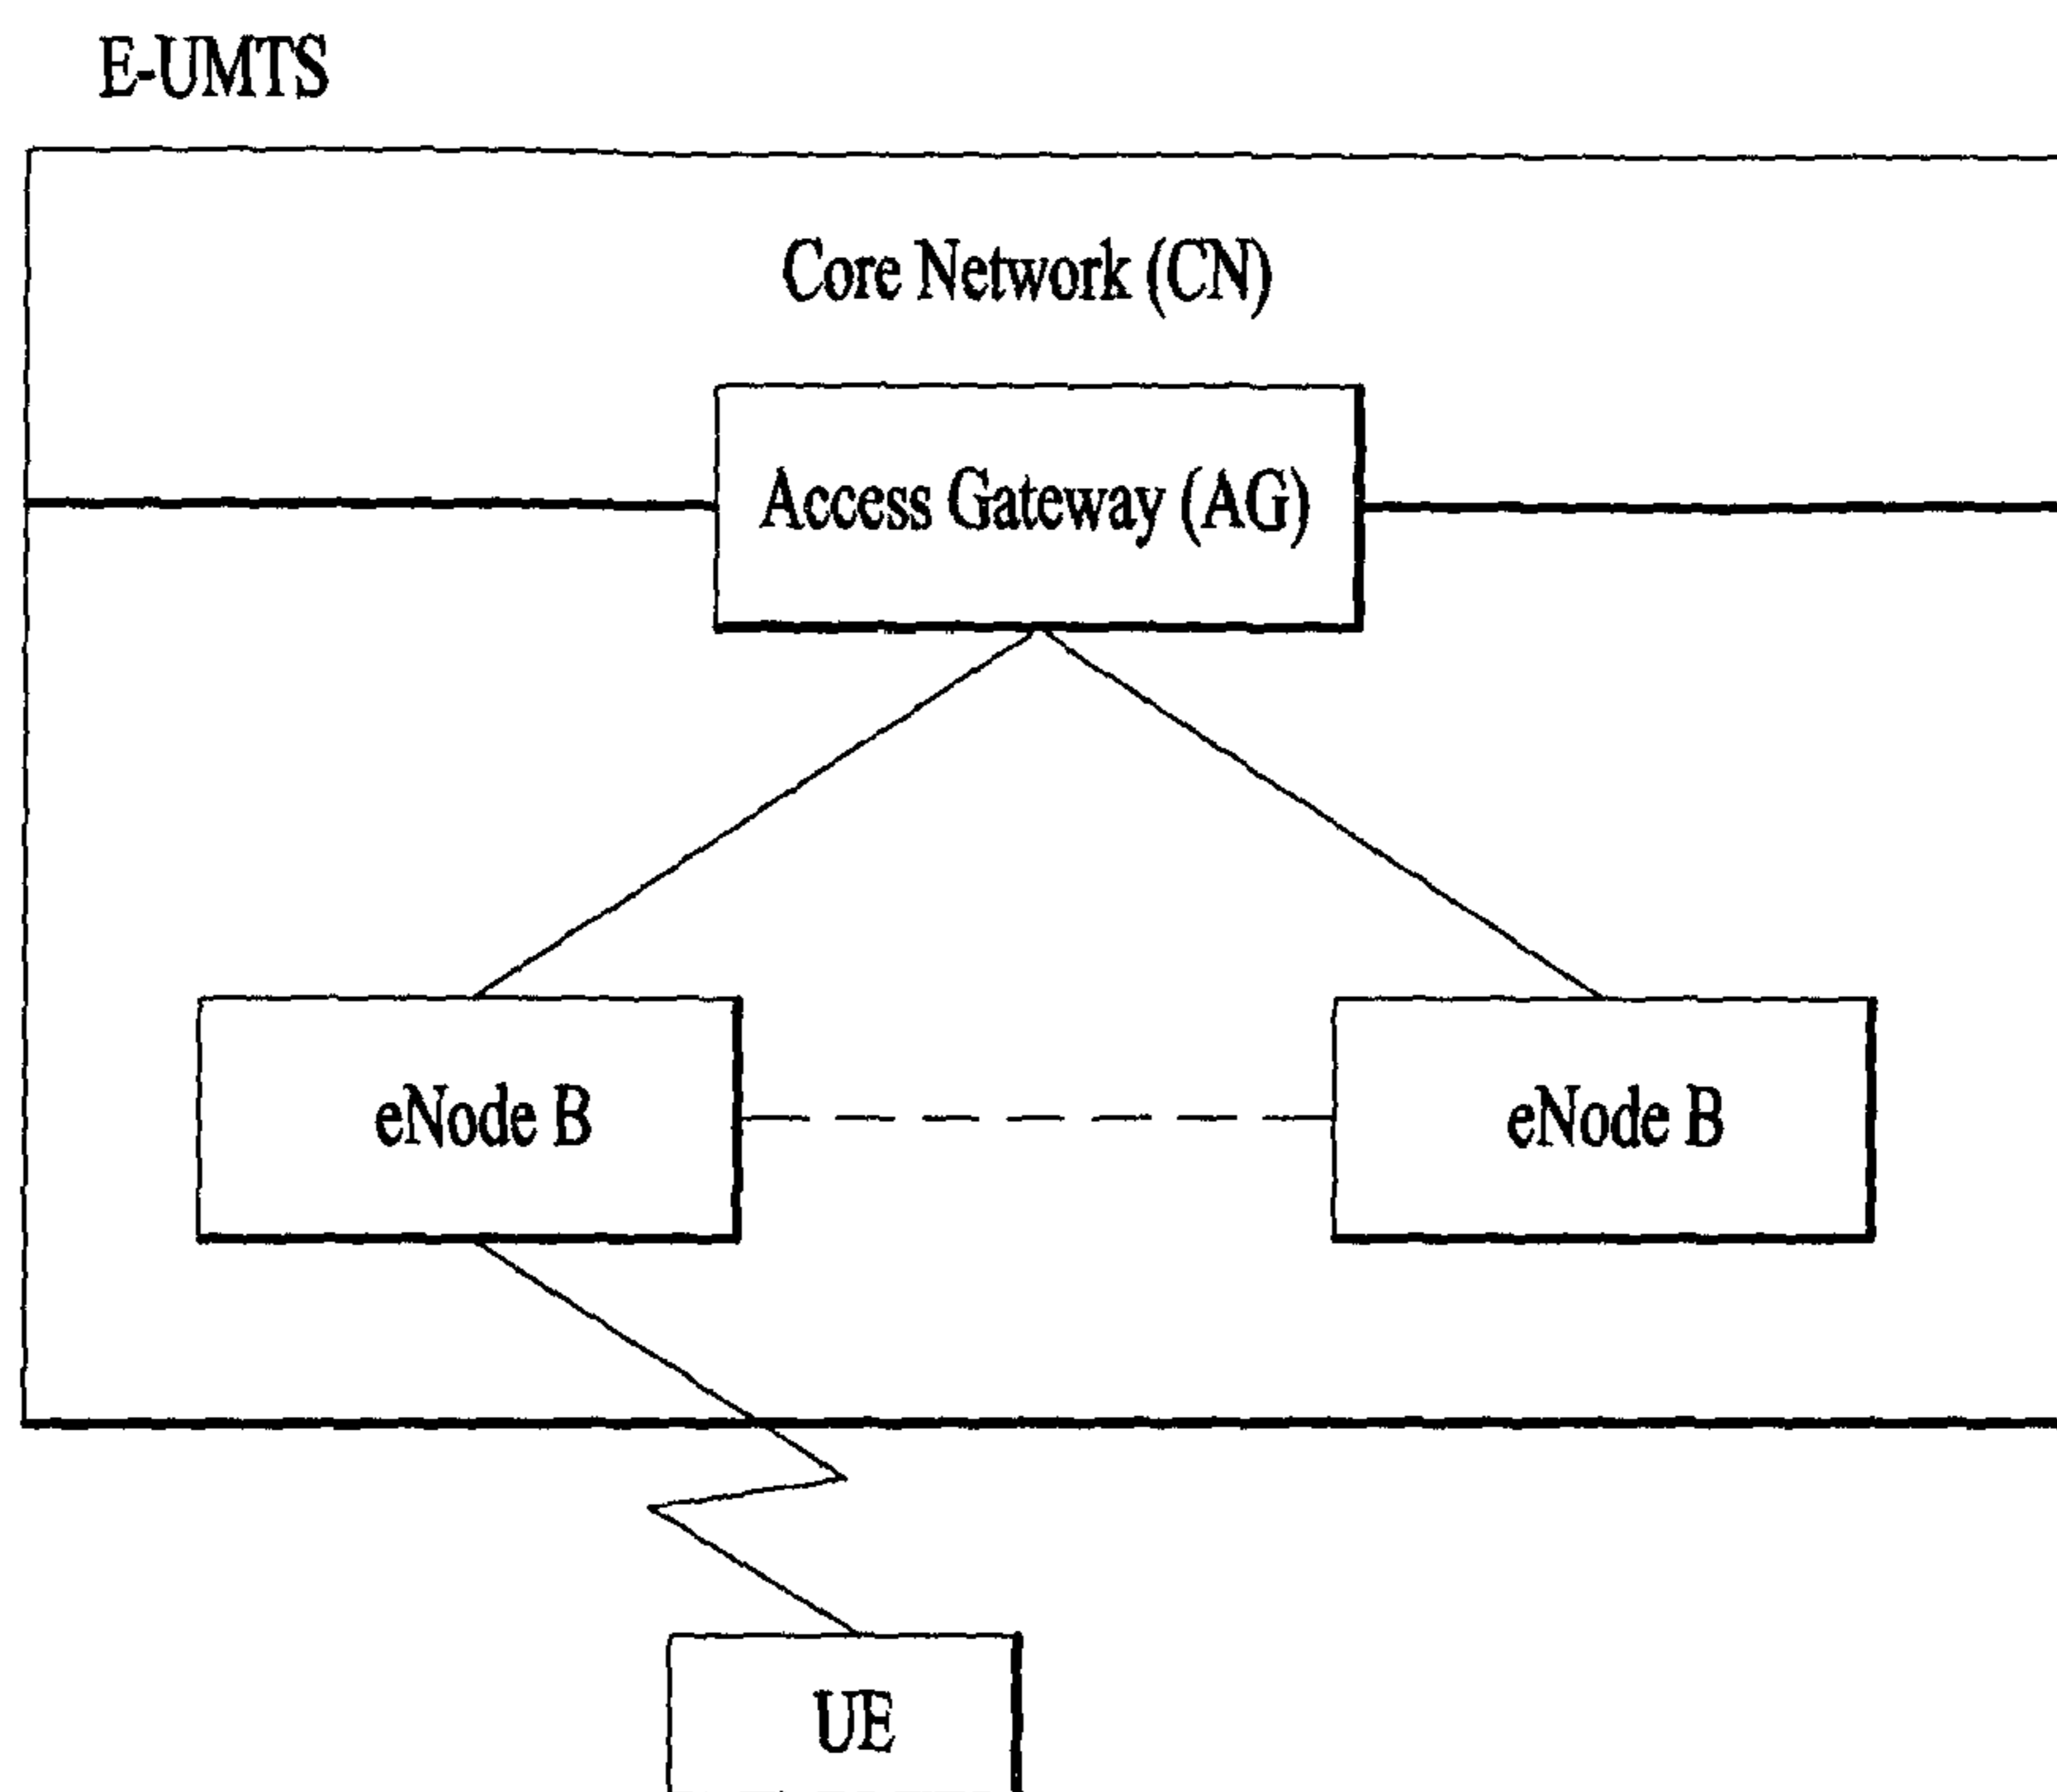 E-UMTS
Core Network (CN)
Access Gateway (AG)
eNode B
eNode B
UE